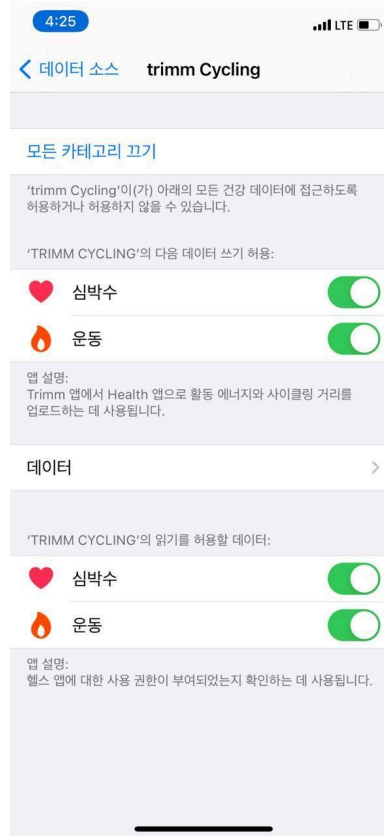 4:25
LTE
데이터 소스
trimm Cycling
모든 카테고리 끄기
‘trimm Cycling’이(가) 아래의 모든 건강 데이터에 접근하도록
허용하거나 허용하지 않을 수 있습니다.
‘TRIMM CYCLING’의 다음 데이터 쓰기 허용:
심박수
운동
앱 설명:
Trimm 앱에서 Health 앱으로 활동 에너지와 사이클링 거리를
업로드하는 데 사용됩니다.
데이터
‘TRIMM CYCLING’의 읽기를 허용할 데이터:
심박수
운동
앱 설명:
헬스 앱에 대한 사용 권한이 부여되었는지 확인하는 데 사용됩니다.